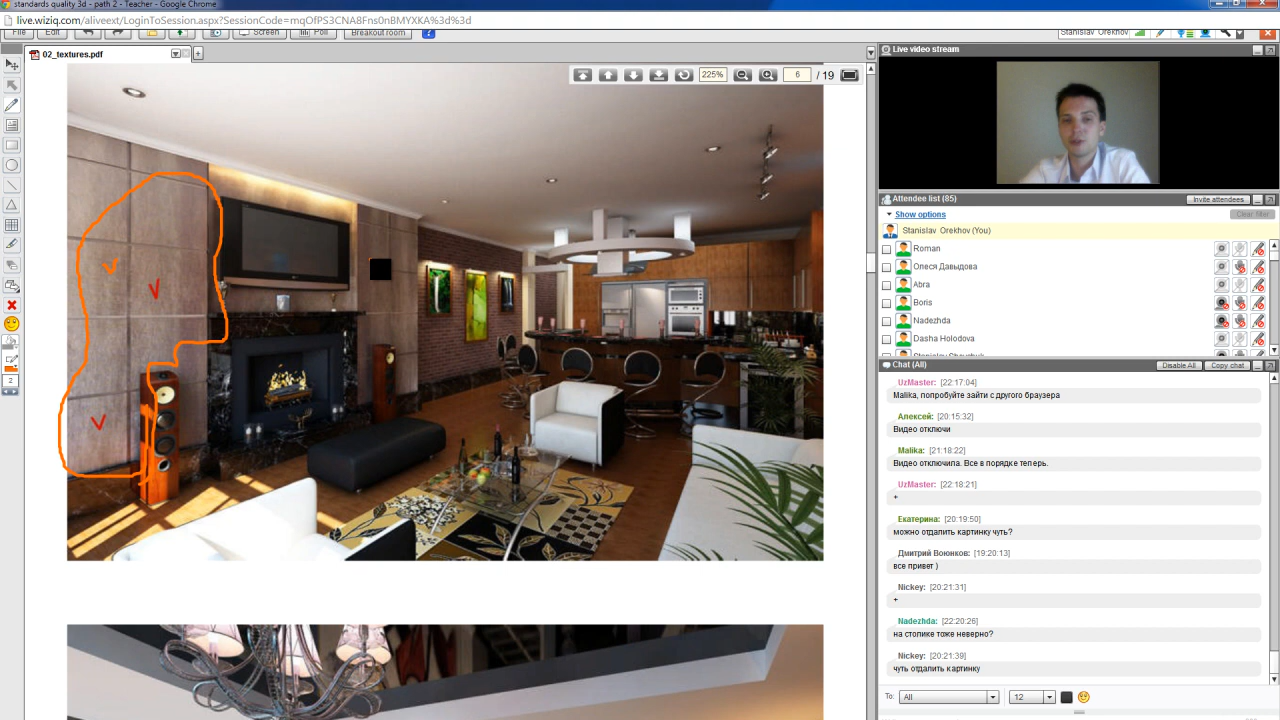 standards quality 3d - path 2 - Teacher - Google Chrome
live.wiziq.com/aliveext/LoginToSession.aspx?SessionCode=mqOfPS3CNA8Fns0nBMYXKA%3d%3d
File Edit Screen Poll Breakout room ? Stanislav Orekhov
02_textures.pdf +
225% 6 / 19
Live video stream
Attendee list (85) Invite attendees
Show options Clear filter
Stanislav Orekhov (You)
Roman
Олеся Давыдова
Abra
Boris
Nadezhda
Dasha Holodova
Chat (All) Disable All Copy chat
UzMaster: [22:17:04]
Malika, попробуйте зайти с другого браузера
Алексей: [20:15:32]
Видео отключи
Malika: [21:18:22]
Видео отключила. Все в порядке теперь.
UzMaster: [22:18:21]
+
Екатерина: [20:19:50]
можно отдалить картинку чуть?
Дмитрий Воюнков: [19:20:13]
все привет )
Nickey: [20:21:31]
+
Nadezhda: [22:20:26]
на столике тоже неверно?
Nickey: [20:21:39]
чуть отдалить картинку
To: All 12
2